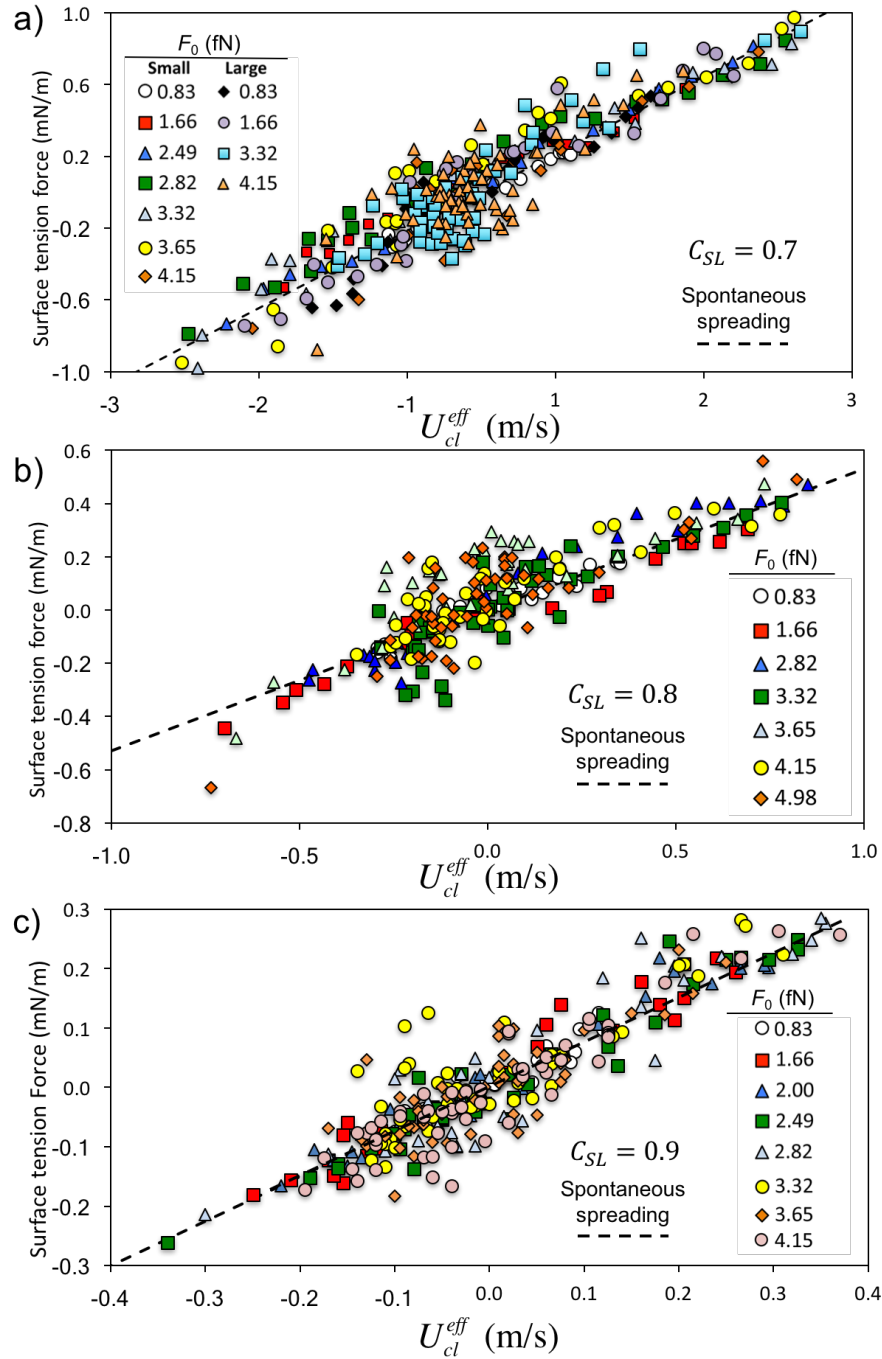 a)
Surface tension force (mN/m)
1.0
0.6
0.2
-0.2
-0.6
-1.0
F₀ (fN)
Small Large
0.83 0.83
1.66 1.66
2.49 3.32
2.82 4.15
3.32
3.65
4.15
C_SL = 0.7
Spontaneous
spreading
-3 -2 -1 1 2 3
U_cl^eff (m/s)
b)
Surface tension force (mN/m)
0.6
0.4
0.2
0.0
-0.2
-0.4
-0.6
-0.8
F₀ (fN)
0.83
1.66
2.82
3.32
3.65
4.15
4.98
C_SL = 0.8
Spontaneous
spreading
-1.0 -0.5 0.0 0.5 1.0
U_cl^eff (m/s)
c)
Surface tension Force (mN/m)
0.3
0.2
0.1
0.0
-0.1
-0.2
-0.3
F₀ (fN)
0.83
1.66
2.00
2.49
2.82
3.32
3.65
4.15
C_SL = 0.9
Spontaneous
spreading
-0.4 -0.3 -0.2 -0.1 0.0 0.1 0.2 0.3 0.4
U_cl^eff (m/s)